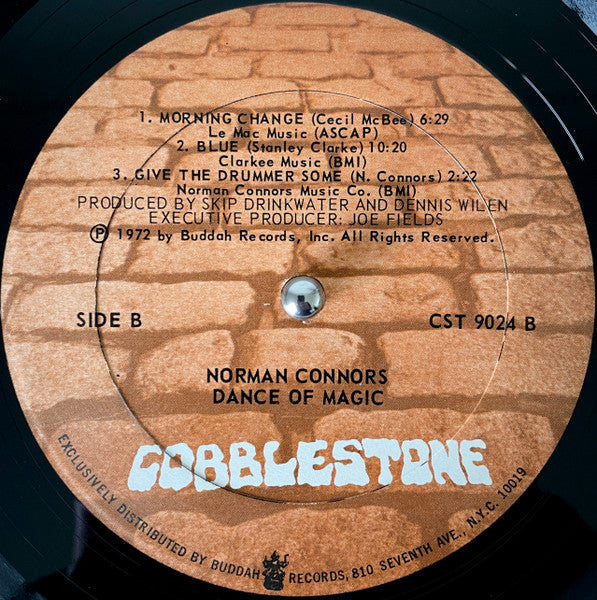 1. MORNING CHANGE (Cecil McBee) 6:29
Le Mac Music (ASCAP)
2. BLUE (Stanley Clarke) 10:20
Clarkee Music (BMI)
3. GIVE THE DRUMMER SOME (N. Connors) 2:22
Norman Connors Music Co. (BMI)
PRODUCED BY SKIP DRINKWATER AND DENNIS WILEN
EXECUTIVE PRODUCER: JOE FIELDS
Ⓟ 1972 by Buddah Records, Inc. All Rights Reserved.
SIDE B
CST 9024 B
NORMAN CONNORS
DANCE OF MAGIC
COBBLESTONE
EXCLUSIVELY DISTRIBUTED BY BUDDAH RECORDS, 810 SEVENTH AVE., N.Y.C. 10019